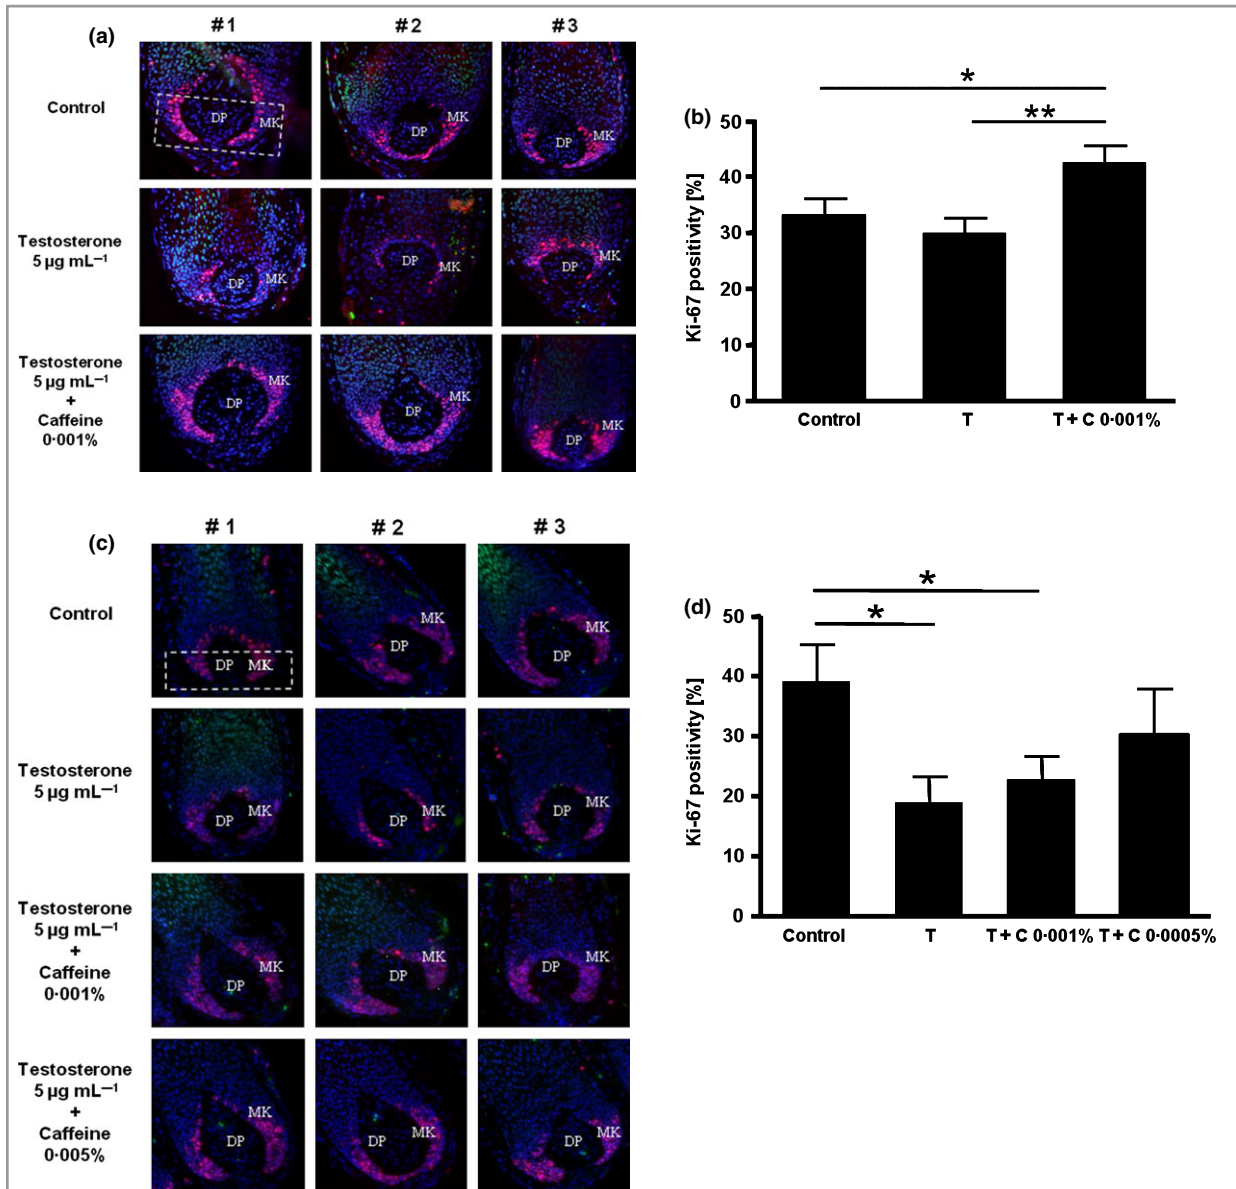 (a)
#1 #2 #3
Control
DP MK
DP MK
DP MK
Testosterone
5 µg mL–1
DP MK
DP MK
DP MK
Testosterone
5 µg mL–1
+
Caffeine
0·001%
DP MK
DP MK
DP MK
(b)
*
**
Ki-67 positivity [%]
50
40
30
20
10
0
Control T T + C 0·001%
(c)
# 1 # 2 # 3
Control
DP MK
DP MK
DP MK
Testosterone
5 µg mL–1
DP MK
DP MK
DP MK
Testosterone
5 µg mL–1
+
Caffeine
0·001%
DP MK
DP MK
DP MK
Testosterone
5 µg mL–1
+
Caffeine
0·005%
DP MK
DP MK
DP MK
(d)
*
*
Ki-67 positivity [%]
50
40
30
20
10
0
Control T T + C 0·001% T + C 0·0005%